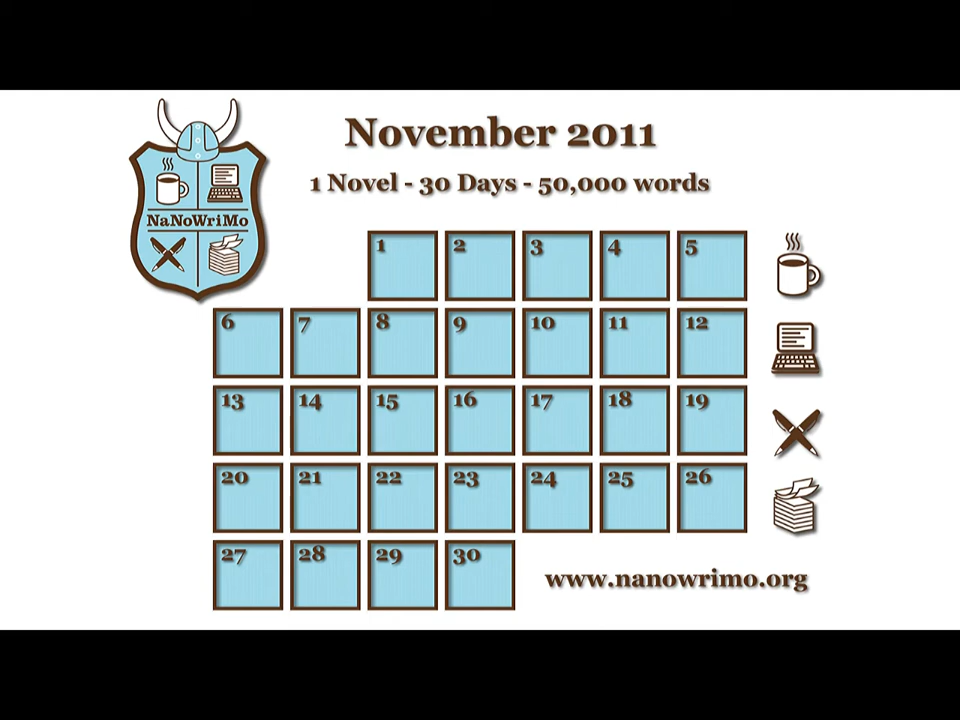 November 2011
1 Novel - 30 Days - 50,000 words
NaNoWriMo
1 2 3 4 5
6 7 8 9 10 11 12
13 14 15 16 17 18 19
20 21 22 23 24 25 26
27 28 29 30
www.nanowrimo.org